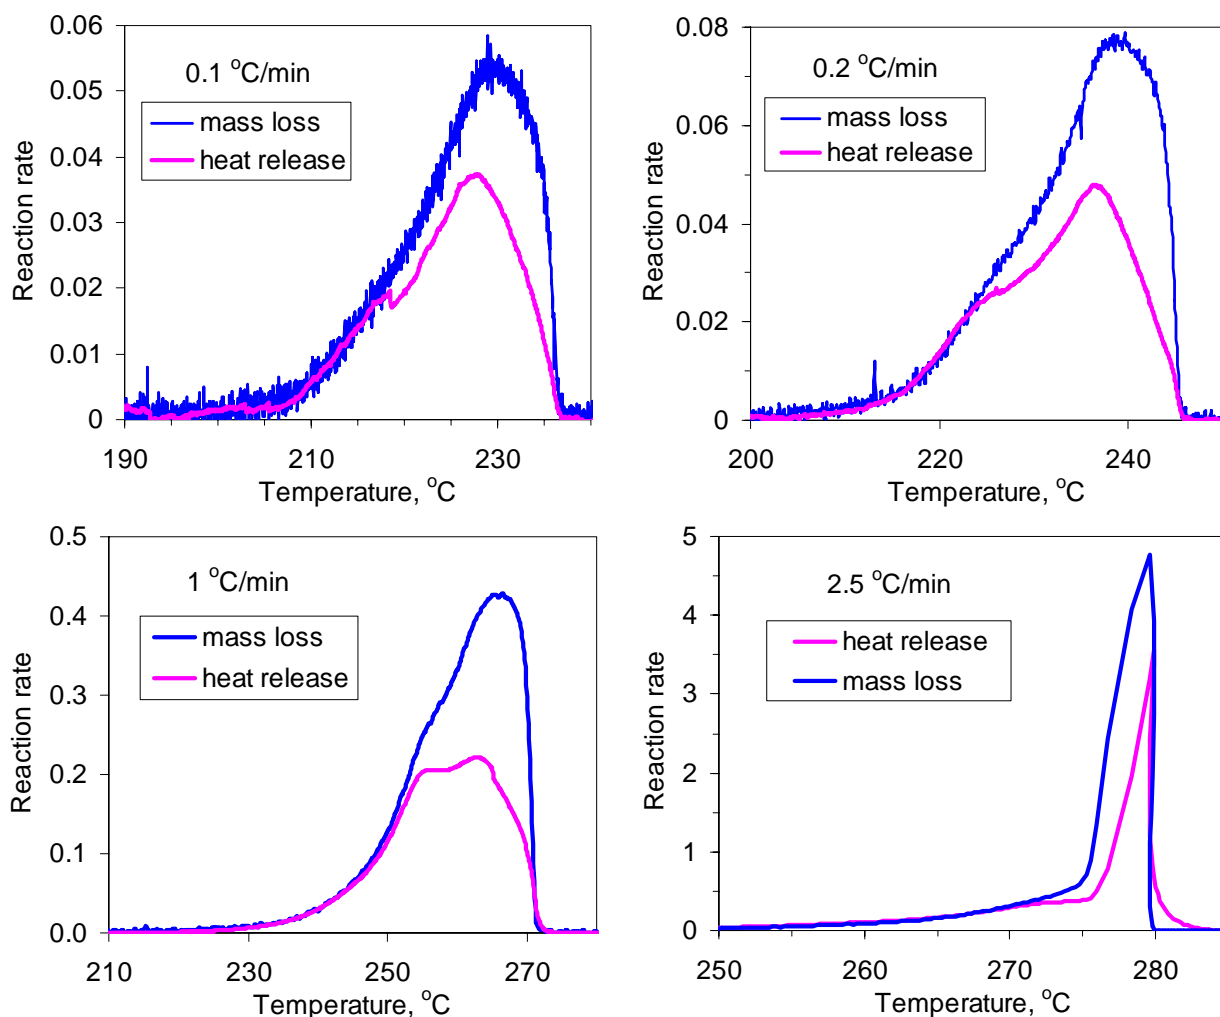 0.1 °C/min
mass loss
heat release
Reaction rate
0.06
0.05
0.04
0.03
0.02
0.01
0
190 210 230
Temperature, °C
0.2 °C/min
mass loss
heat release
Reaction rate
0.08
0.06
0.04
0.02
0
200 220 240
Temperature, °C
1 °C/min
mass loss
heat release
Reaction rate
0.5
0.4
0.3
0.2
0.1
0.0
210 230 250 270
Temperature, °C
2.5 °C/min
heat release
mass loss
Reaction rate
5
4
3
2
1
0
250 260 270 280
Temperature, °C